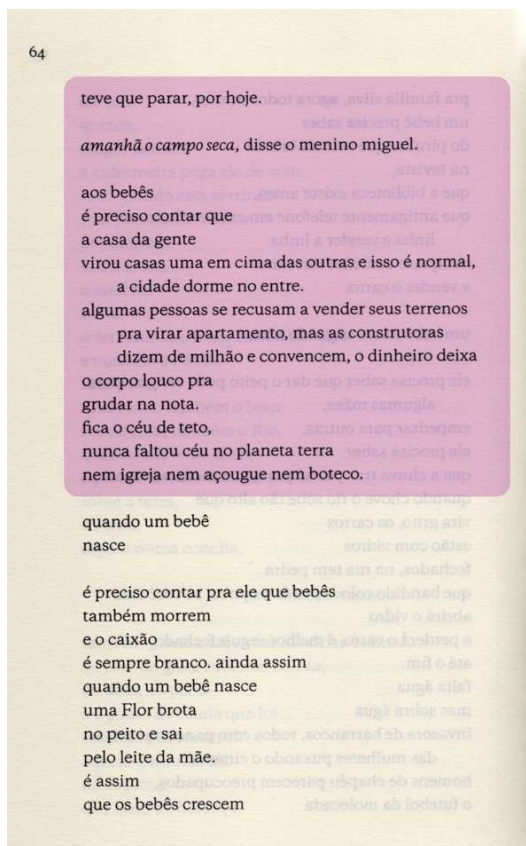 64
teve que parar, por hoje.
amanhã o campo seca, disse o menino miguel.
aos bebês
é preciso contar que
a casa da gente
virou casas uma em cima das outras e isso é normal,
a cidade dorme no entre.
algumas pessoas se recusam a vender seus terrenos
pra virar apartamento, mas as construtoras
dizem de milhão e convencem, o dinheiro deixa
o corpo louco pra
grudar na nota.
fica o céu de teto,
nunca faltou céu no planeta terra
nem igreja nem açougue nem boteco.
quando um bebê
nasce
é preciso contar pra ele que bebês
também morrem
e o caixão
é sempre branco. ainda assim
quando um bebê nasce
uma Flor brota
no peito e sai
pelo leite da mãe.
é assim
que os bebês crescem